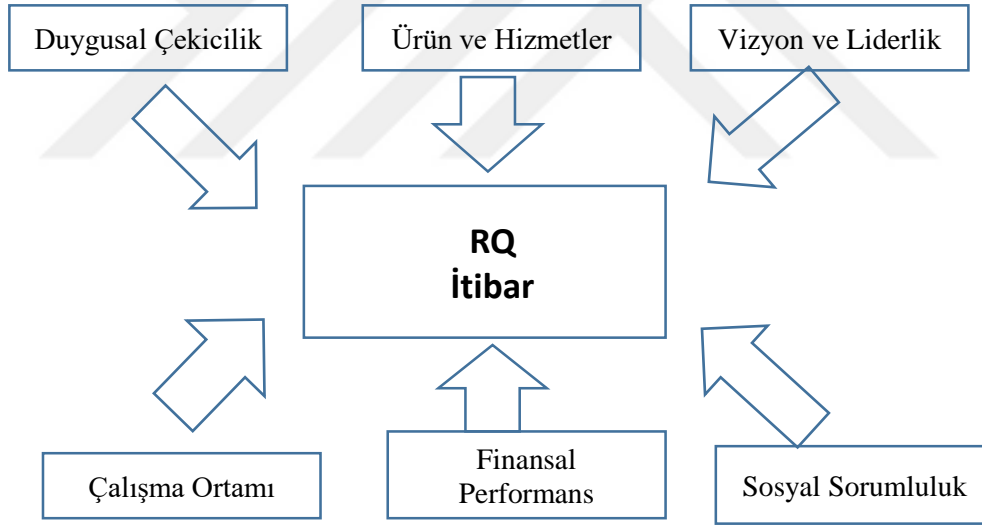 Duygusal Çekicilik
Ürün ve Hizmetler
Vizyon ve Liderlik
RQ
İtibar
Çalışma Ortamı
Finansal
Performans
Sosyal Sorumluluk